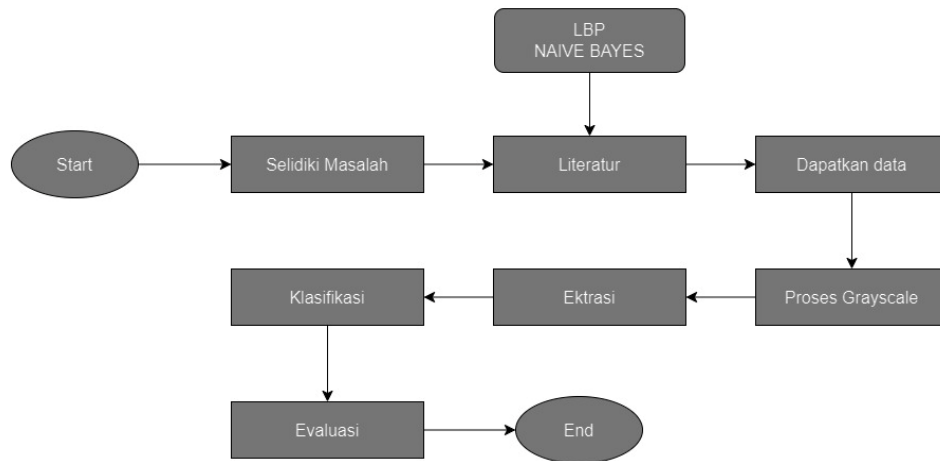 LBP
NAIVE BAYES
Start
Selidiki Masalah
Literatur
Dapatkan data
Klasifikasi
Ektrasi
Proses Grayscale
Evaluasi
End